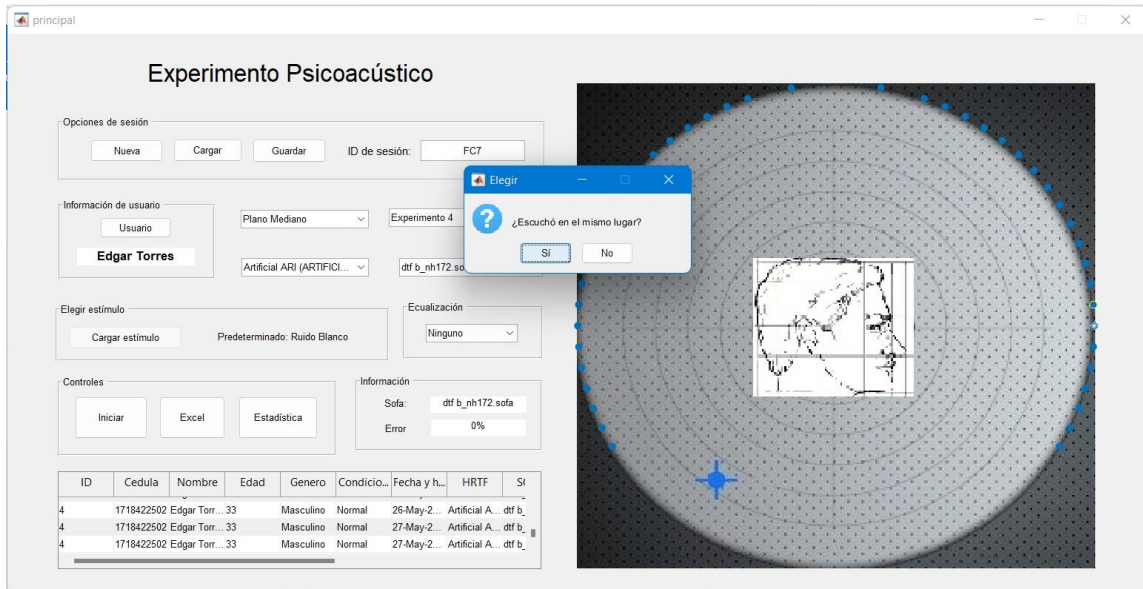 principal
Experimento Psicoacústico
Opciones de sesión
Nueva Cargar Guardar ID de sesión: FC7
Elegir
¿Escuchó en el mismo lugar?
Sí No
Información de usuario
Usuario
Edgar Torres
Plano Mediano Experimento 4
Artificial ARI (ARTIFICI... dtf b_nh172.so
Elegir estímulo
Cargar estímulo Predeterminado: Ruido Blanco
Ecualización
Ninguno
Controles
Iniciar Excel Estadística
Información
Sofa: dtf b_nh172.sofa
Error 0%
ID Cedula Nombre Edad Genero Condicio... Fecha y h... HRTF
4 1718422502 Edgar Torr... 33 Masculino Normal 26-May-2... Artificial A... dtf b_
4 1718422502 Edgar Torr... 33 Masculino Normal 27-May-2... Artificial A... dtf b_
4 1718422502 Edgar Torr... 33 Masculino Normal 27-May-2... Artificial A... dtf b_